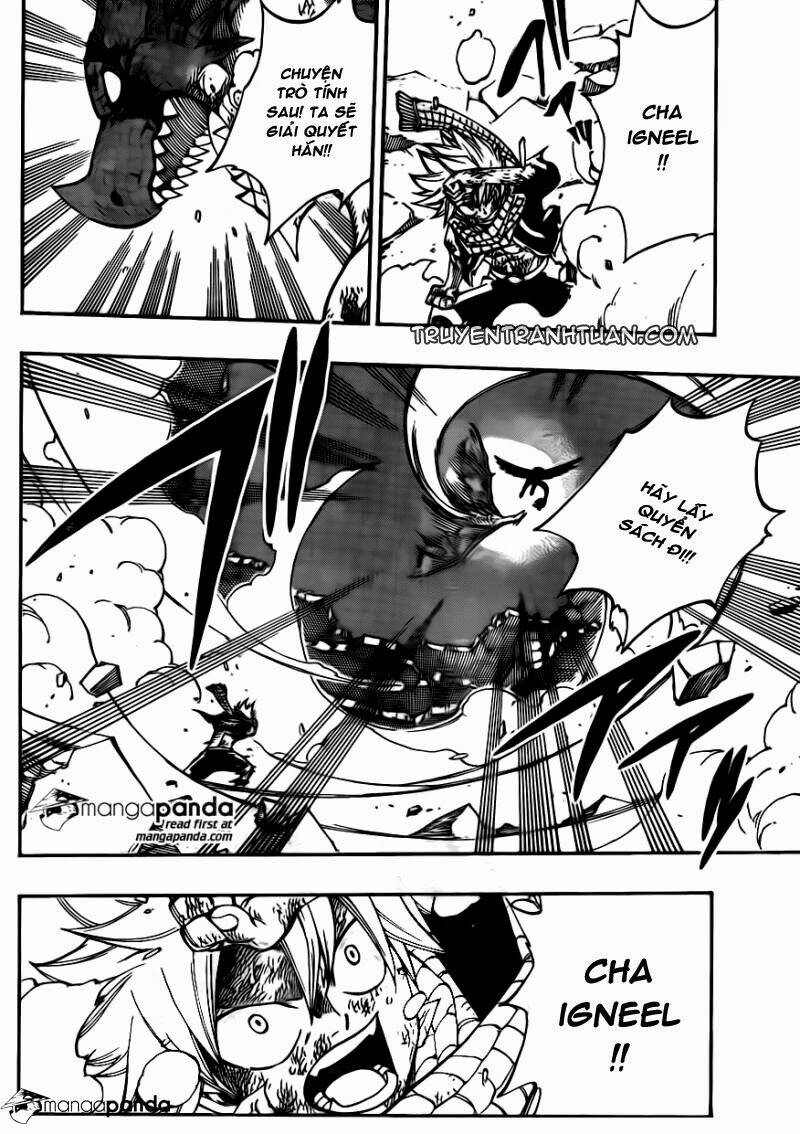 CHUYỆN
TRÒ TÍNH
SAU! TA SẼ
GIẢI QUYẾT
HẮN!!
CHA
IGNEEL
!!
TRUYENTRANHTUAN.COM
HÃY LẤY
QUYỂN
SÁCH ĐI!!
mangapanda
read first at
mangapanda.com
CHA
IGNEEL
!!
mangapanda